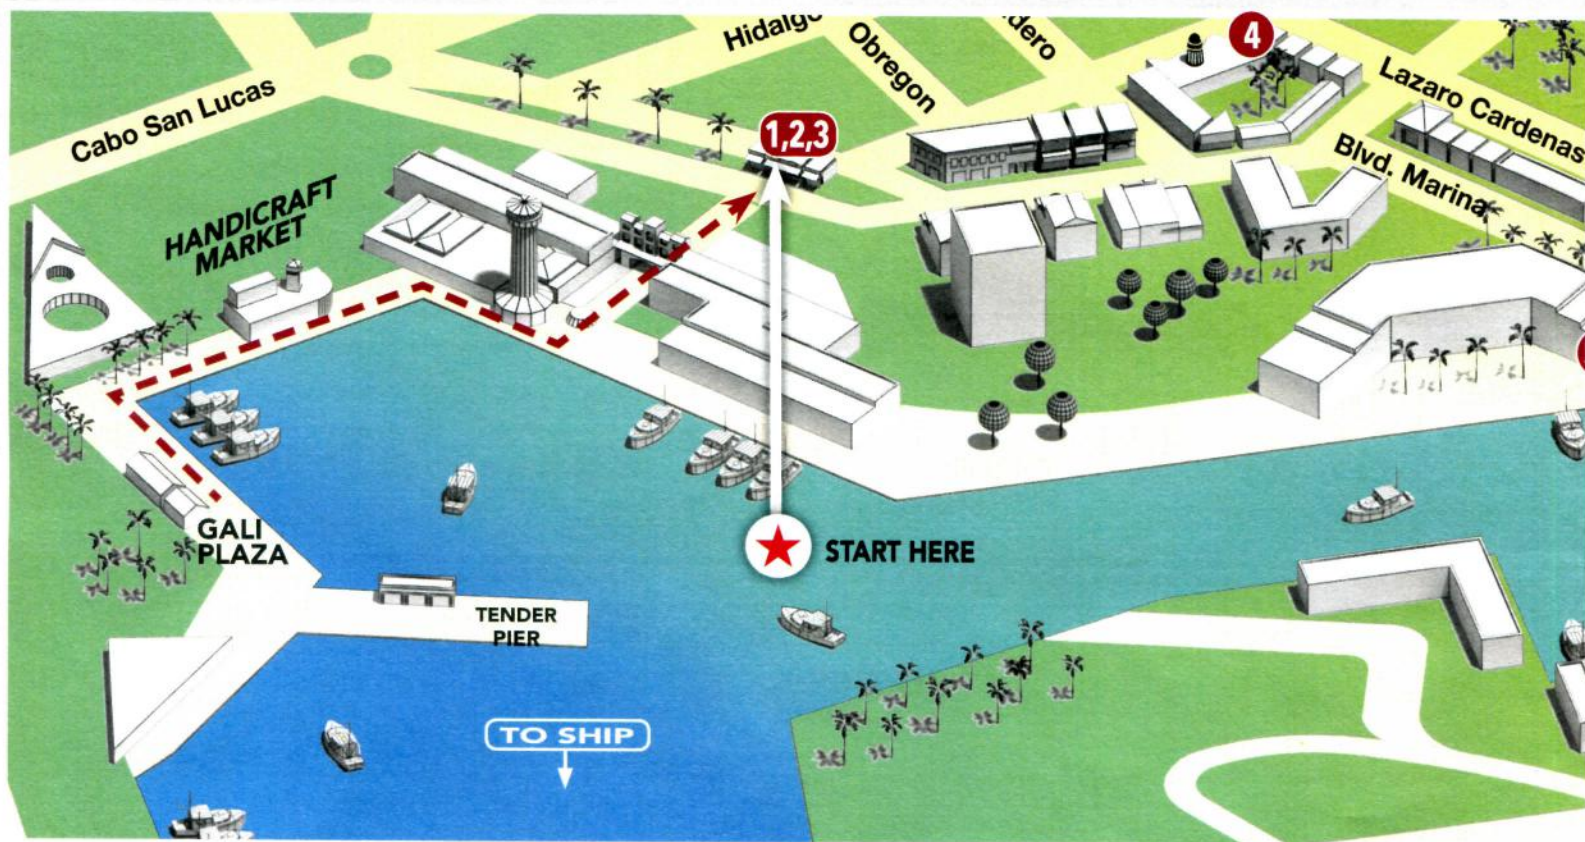 Hidalgo
Obregon
dero
4
Lazaro Cardenas
Cabo San Lucas
1,2,3
Blvd. Marina
HANDICRAFT
MARKET
START HERE
GALI
PLAZA
TENDER
PIER
TO SHIP